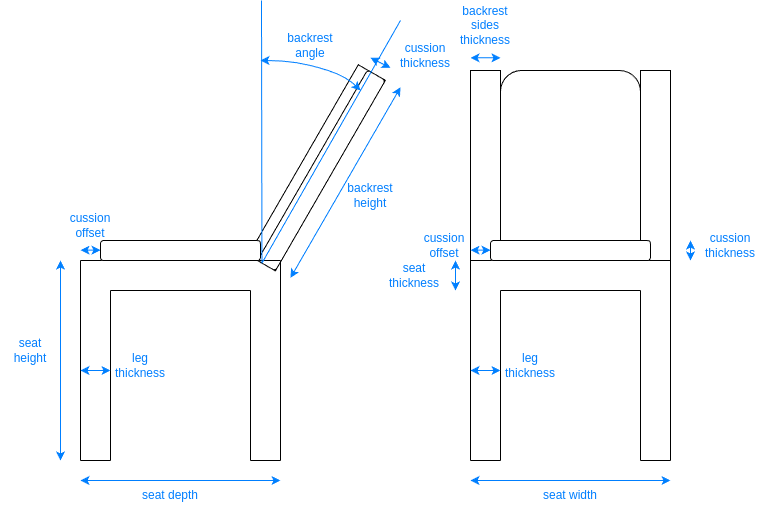 backrest
angle
cussion
thickness
backrest
sides
thickness
backrest
height
cussion
offset
cussion
offset
cussion
thickness
seat
thickness
seat
height
leg
thickness
leg
thickness
seat depth
seat width